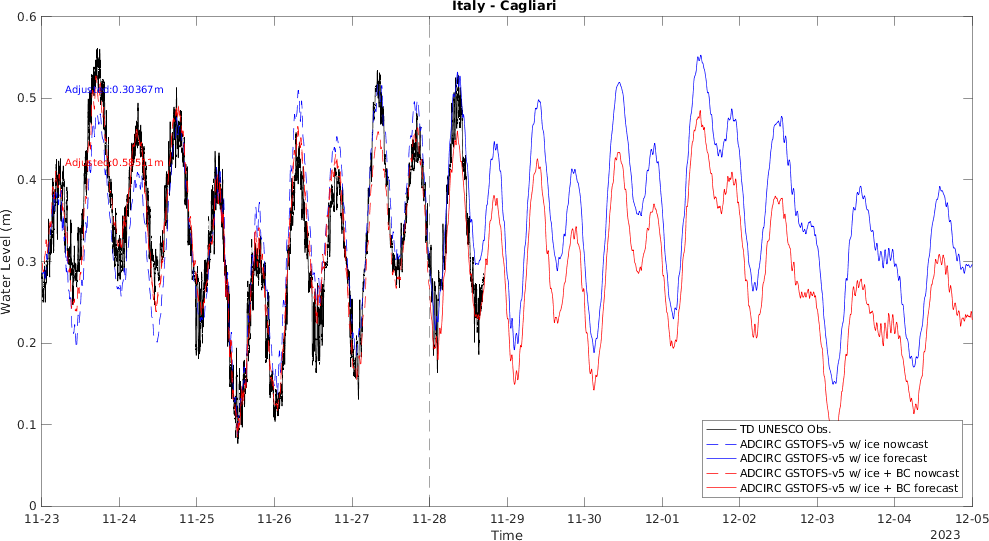 Italy - Cagliari
Water Level (m)
0.6
0.5
0.4
0.3
0.2
0.1
0
Adjusted:0.30367m
TD UNESCO Obs.
ADCIRC GSTOFS-v5 w/ ice nowcast
ADCIRC GSTOFS-v5 w/ ice forecast
ADCIRC GSTOFS-v5 w/ ice + BC nowcast
ADCIRC GSTOFS-v5 w/ ice + BC forecast
11-23 11-24 11-25 11-26 11-27 11-28 11-29 11-30 12-01 12-02 12-03 12-04 12-05
Time
2023